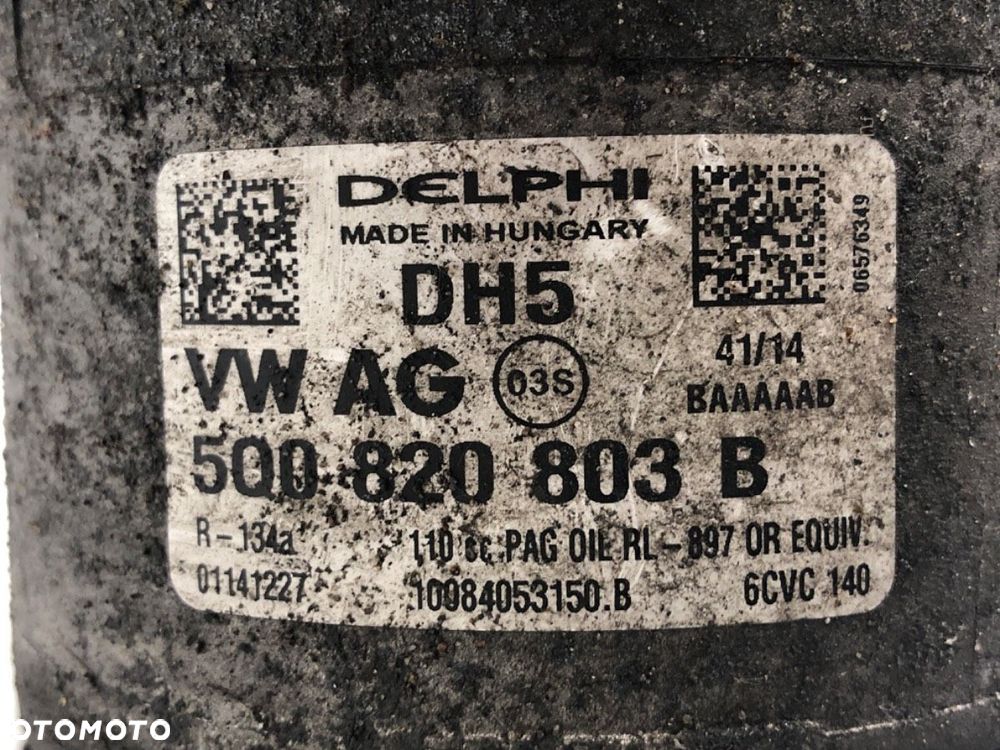 DELPHI
MADE IN HUNGARY
DH5
06576349
VW AG 03S
41/14
BAAAAAB
5Q0 820 803 B
R-134a 110 cc PAG OIL RL-897 OR EQUIV.
01141227 10984053150.B 6CVC 140
OTOMOTO